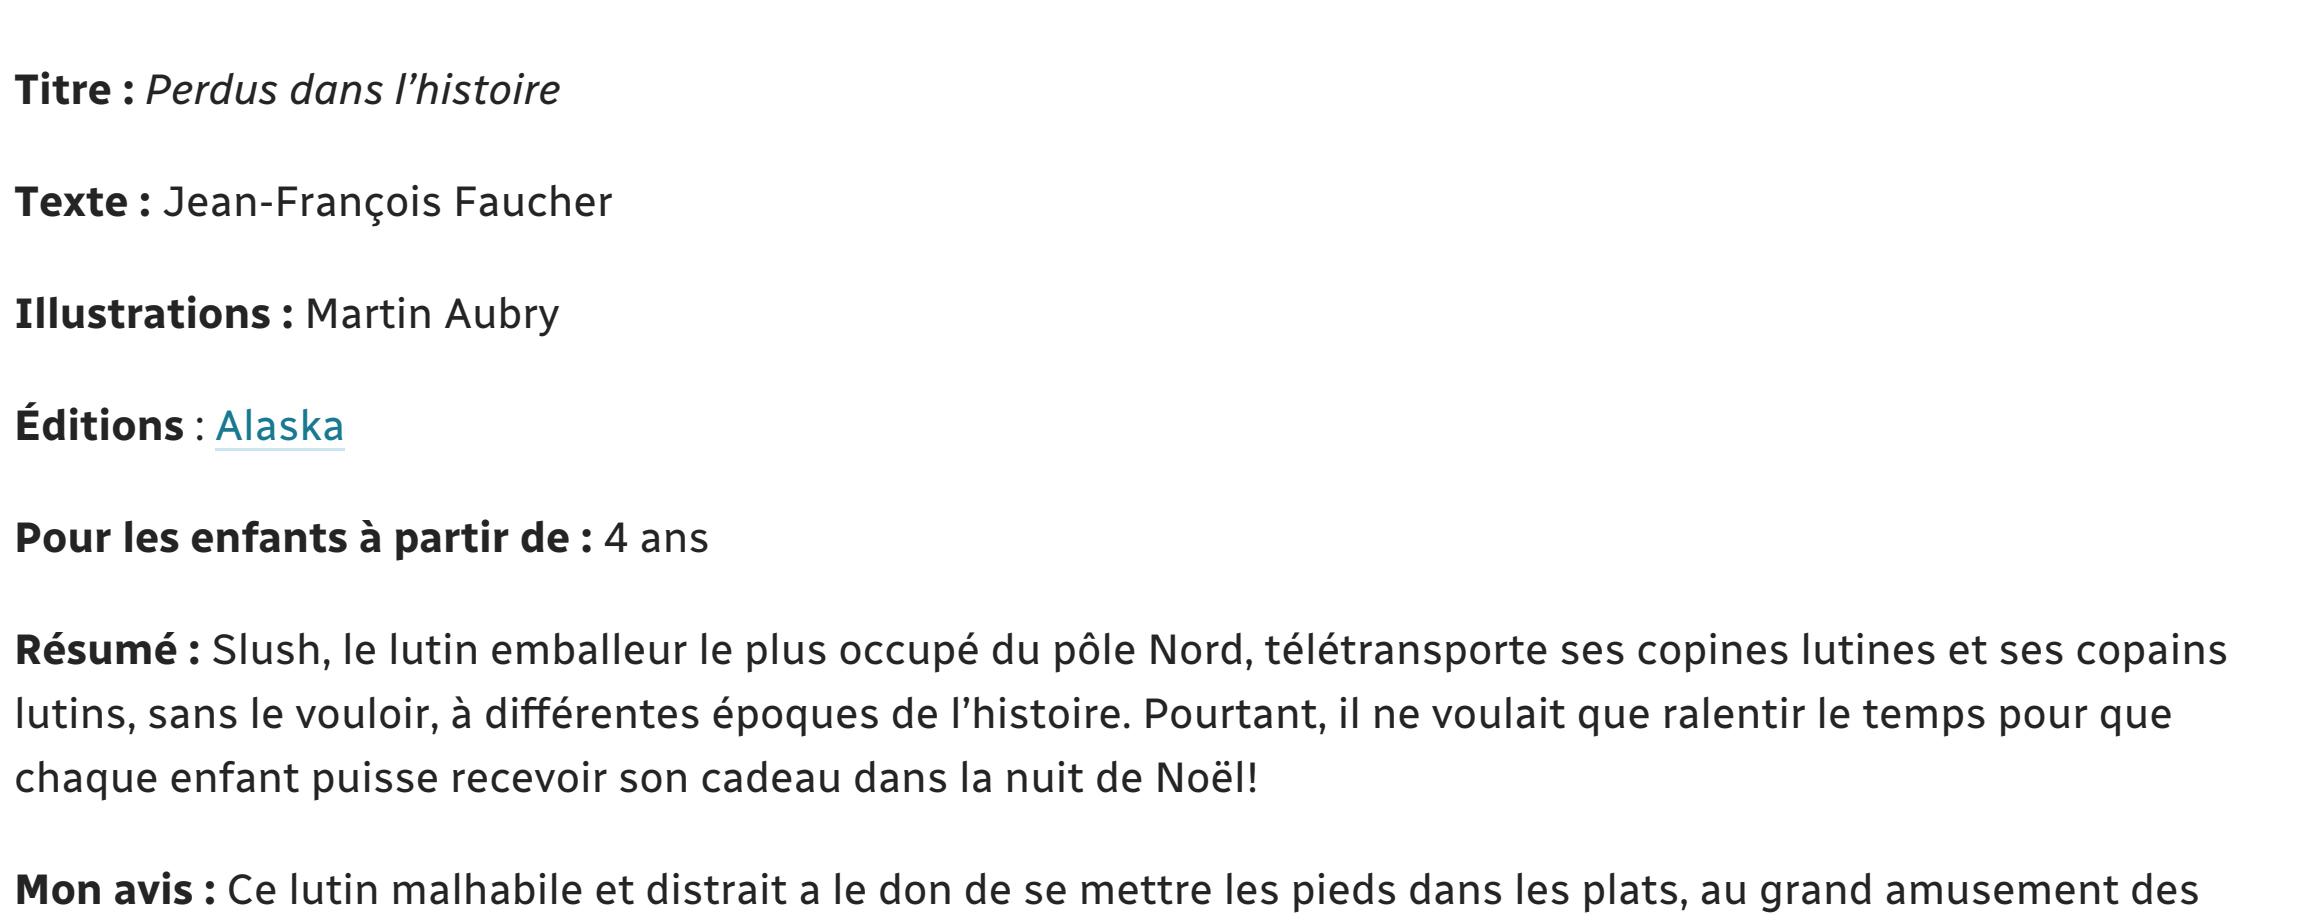 Titre : Perdus dans l’histoire
Texte : Jean-François Faucher
Illustrations : Martin Aubry
Éditions : Alaska
Pour les enfants à partir de : 4 ans
Résumé : Slush, le lutin emballeur le plus occupé du pôle Nord, télétransporte ses copines lutines et ses copains
lutins, sans le vouloir, à différentes époques de l’histoire. Pourtant, il ne voulait que ralentir le temps pour que
chaque enfant puisse recevoir son cadeau dans la nuit de Noël!
Mon avis : Ce lutin malhabile et distrait a le don de se mettre les pieds dans les plats, au grand amusement des